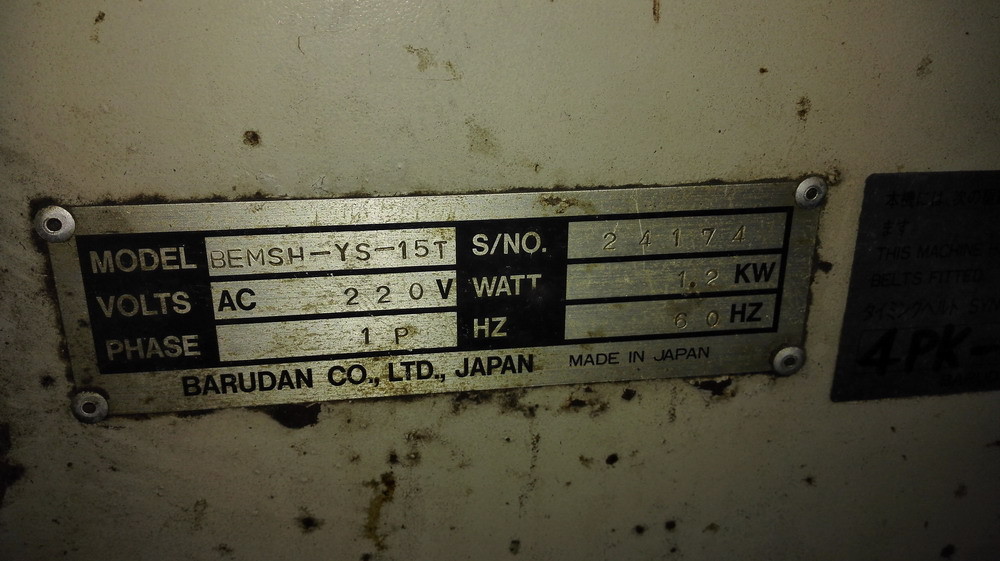 MODEL BEMSH-YS-15T S/NO. 24174
VOLTS AC 220V WATT 1.2 KW
PHASE 1P HZ 60 HZ
BARUDAN CO., LTD., JAPAN MADE IN JAPAN
THIS MACHINE
BELTS FITTED
4PK-